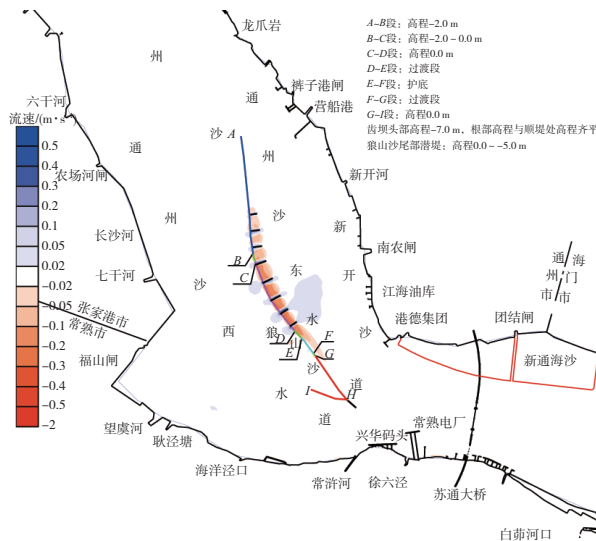 龙爪岩
A–B段：高程–2.0 m
B–C段：高程–2.0 – 0.0 m
C–D段：高程0.0 m
D–E段：过渡段
E–F段：护底
F–G段：过渡段
G–I段：高程0.0 m
齿坝头部高程–7.0 m，根部高程与顺堤处高程齐平
狼山沙尾部潜堤：高程0.0 – –5.0 m
州
通
沙
裤子港闸
营船港
六干河
流速/(m·s
0.5
0.4
0.3
0.2
0.1
0.05
0.02
-0.02
-0.05
-0.1
-0.2
-0.3
-0.4
-0.5
-2
通
州
沙
西
水
道
沙
A
州
沙
东
水
道
农场河闸
新开河
长沙河
新
开
沙
南农闸
七干河
B
C
江海油库
通州市
海门市
张家港市
常熟市
狼
山
沙
D
E
F
G
H
I
港德集团
团结闸
新通海沙
福山闸
望虞河
耿泾塘
海洋泾口
常浒河
兴华码头
徐六泾
常熟电厂
苏通大桥
白茆河口